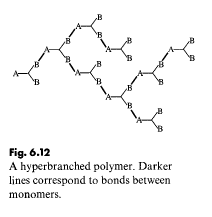 B
A
B
B B B
A A A
B B B
B B B
A A A
B B B
B
A
B
B
A
B
Fig. 6.12
A hyperbranched polymer. Darker
lines correspond to bonds between
monomers.